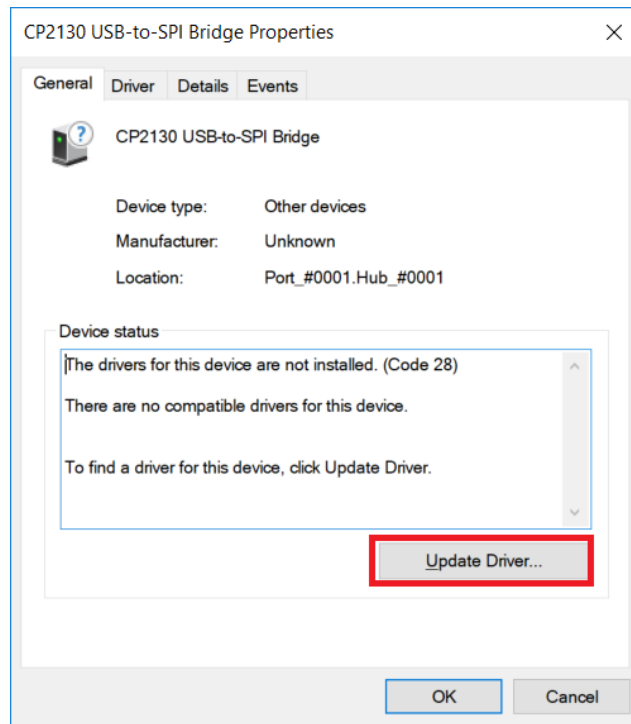 CP2130 USB-to-SPI Bridge Properties
General Driver Details Events
CP2130 USB-to-SPI Bridge
Device type: Other devices
Manufacturer: Unknown
Location: Port_#0001.Hub_#0001
Device status
The drivers for this device are not installed. (Code 28)
There are no compatible drivers for this device.
To find a driver for this device, click Update Driver.
Update Driver...
OK Cancel